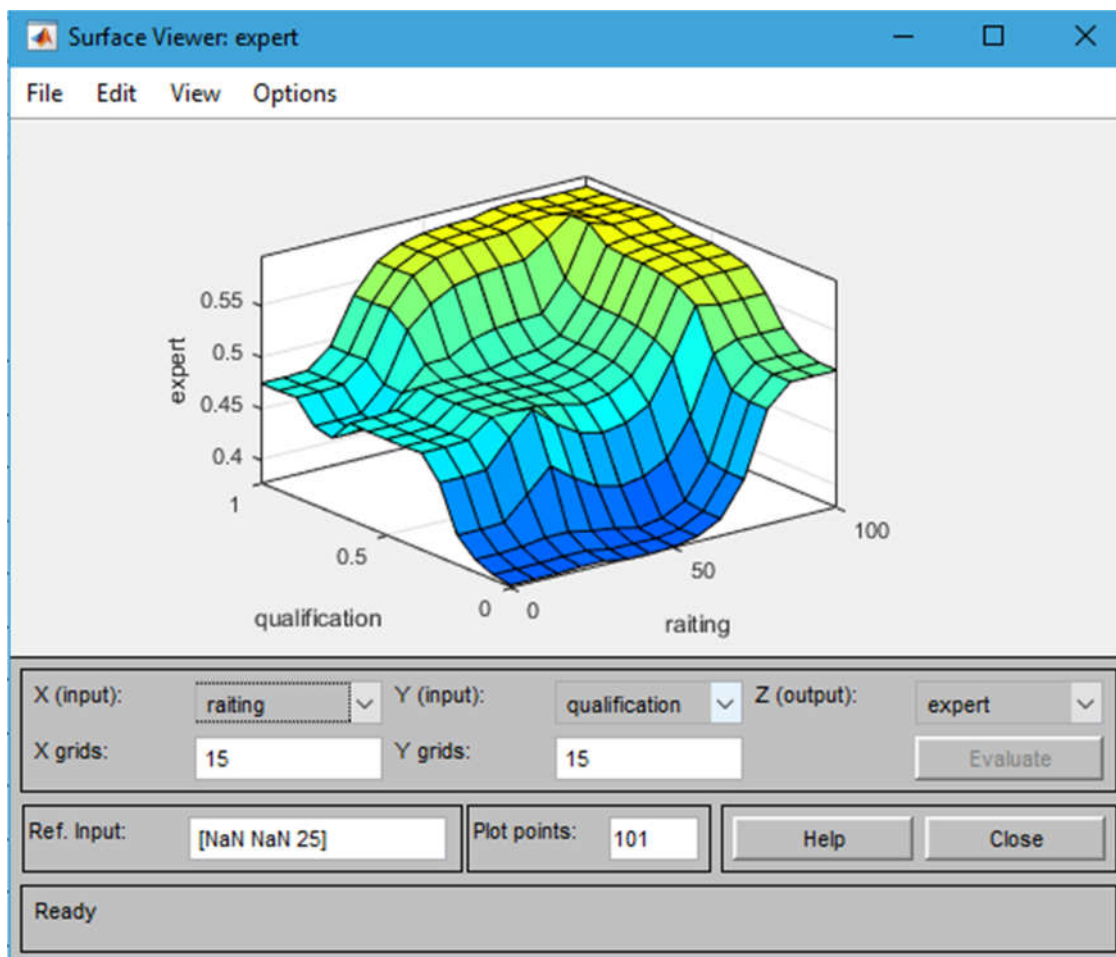 Surface Viewer: expert
File Edit View Options
0.55
0.5
0.45
0.4
expert
1
0.5
0
qualification
0
50
100
raiting
X (input): raiting Y (input): qualification Z (output): expert
X grids: 15 Y grids: 15 Evaluate
Ref. Input: [NaN NaN 25] Plot points: 101 Help Close
Ready